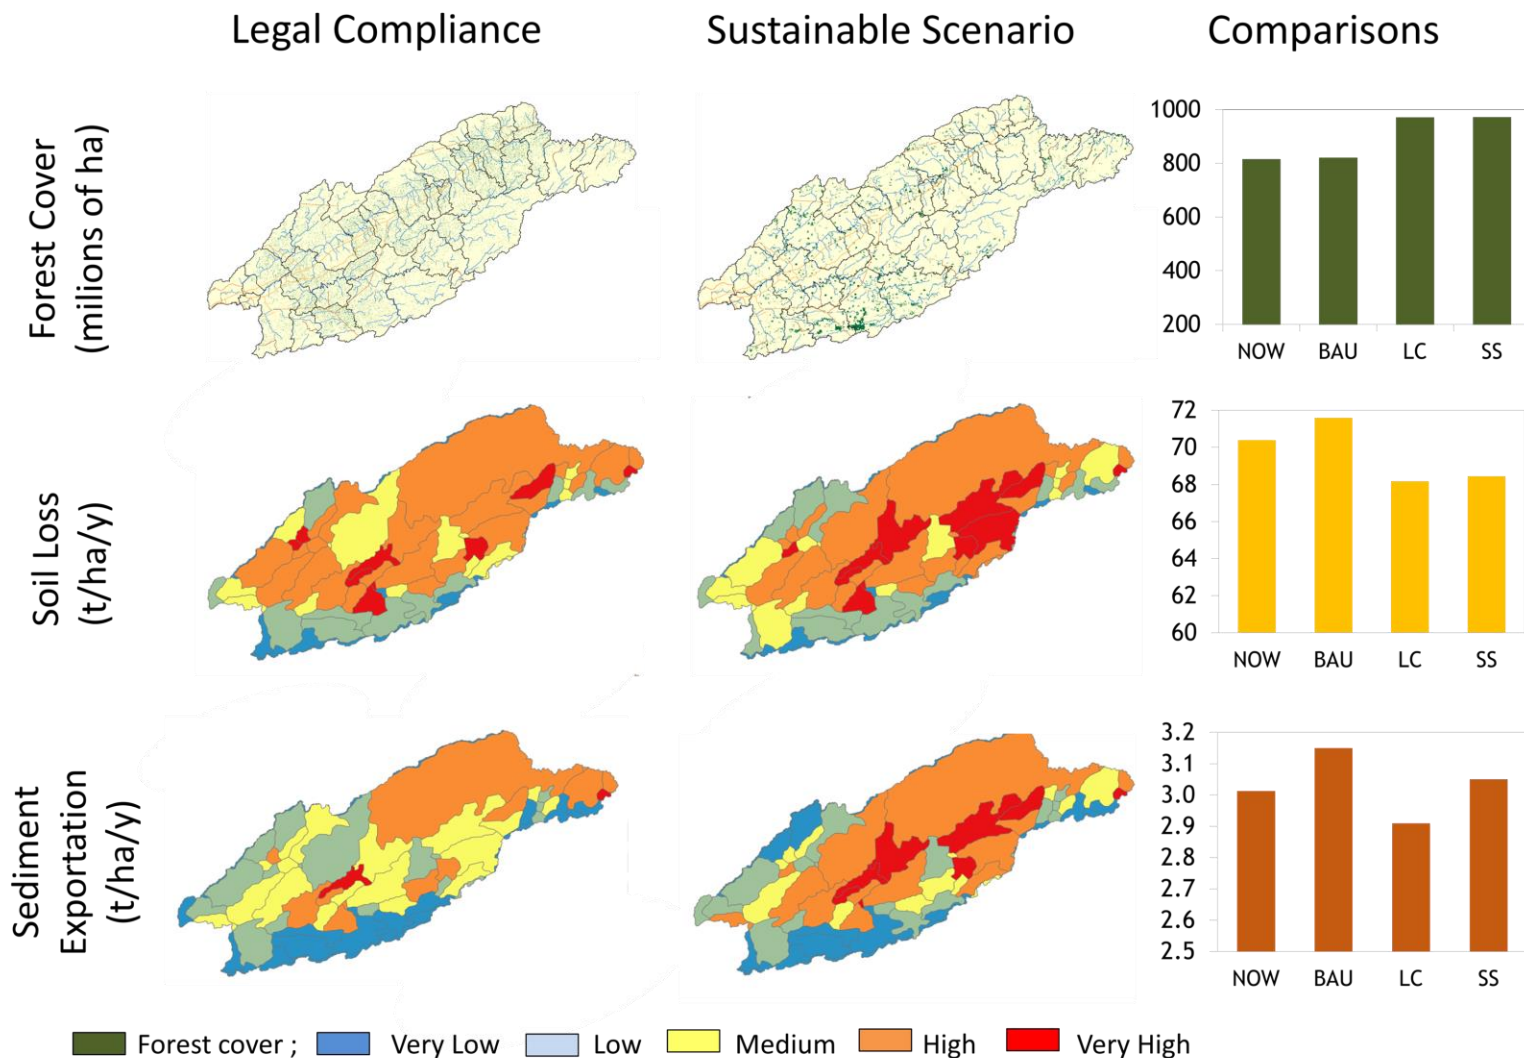 Legal Compliance
Sustainable Scenario
Comparisons
Forest Cover
(milions of ha)
1000
800
600
400
200
NOW BAU LC SS
Soil Loss
(t/ha/y)
72
70
68
66
64
62
60
NOW BAU LC SS
Sediment
Exportation
(t/ha/y)
3.2
3.1
3.0
2.9
2.8
2.7
2.6
2.5
NOW BAU LC SS
Forest cover ; Very Low Low Medium High Very High